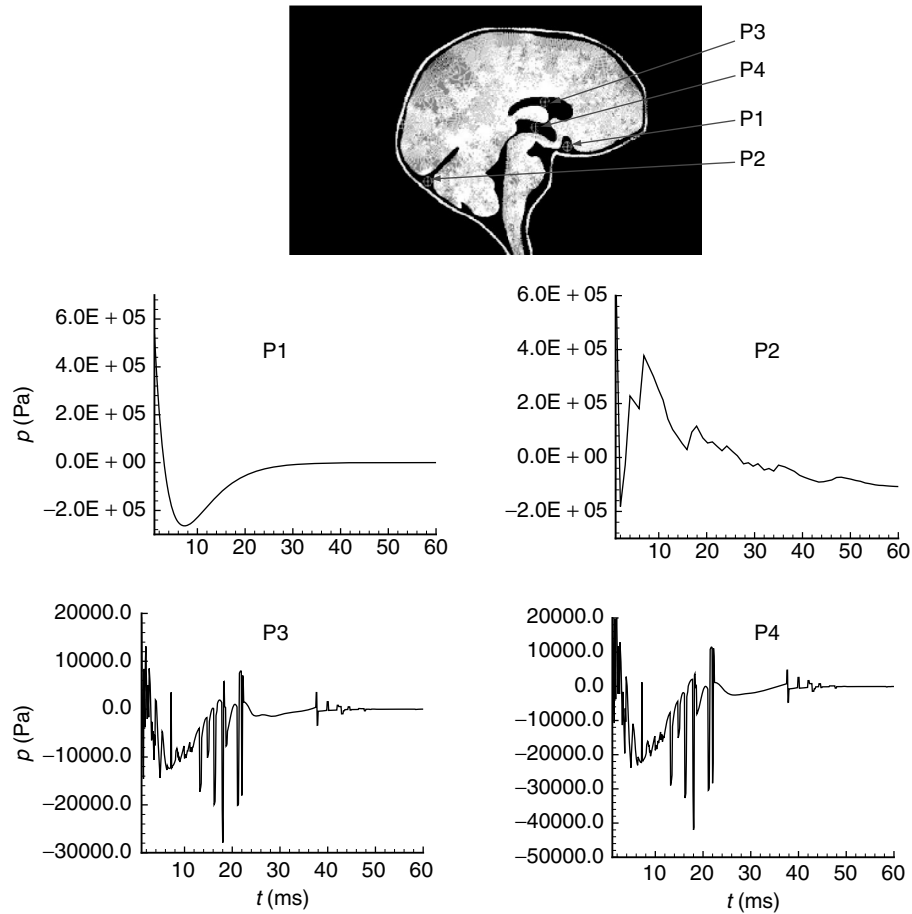 P3
P4
P1
P2
P1
p (Pa)
6.0E + 05
4.0E + 05
2.0E + 05
0.0E + 00
−2.0E + 05
10 20 30 40 50 60
P2
6.0E + 05
4.0E + 05
2.0E + 05
0.0E + 00
−2.0E + 05
10 20 30 40 50 60
P3
p (Pa)
20000.0
10000.0
0.0
−10000.0
−20000.0
−30000.0
10 20 30 40 50 60
t (ms)
P4
20000.0
10000.0
0.0
−10000.0
−20000.0
−30000.0
−40000.0
−50000.0
10 20 30 40 50 60
t (ms)